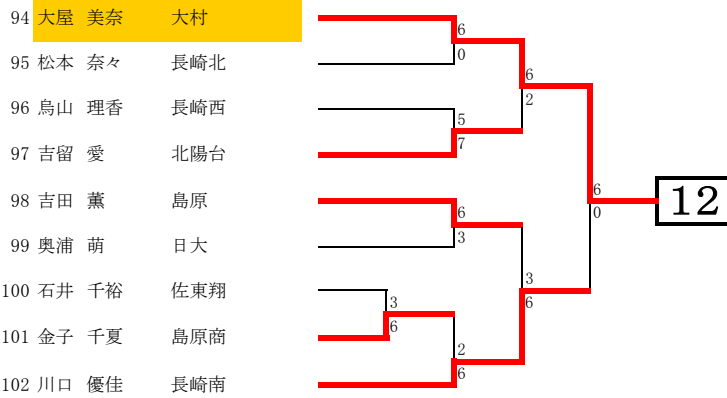 94 大屋 美奈 大村
6
0
95 松本 奈々 長崎北
6
2
96 烏山 理香 長崎西
5
7
97 吉留 愛 北陽台
6
0
12
98 吉田 薫 島原
6
3
99 奥浦 萌 日大
3
6
100 石井 千裕 佐東翔
3
6
101 金子 千夏 島原商
2
6
102 川口 優佳 長崎南